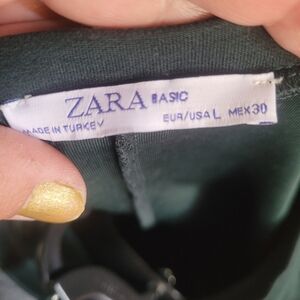 ZARA BASIC
MADE IN TURKEY EUR/USA L MEX 30